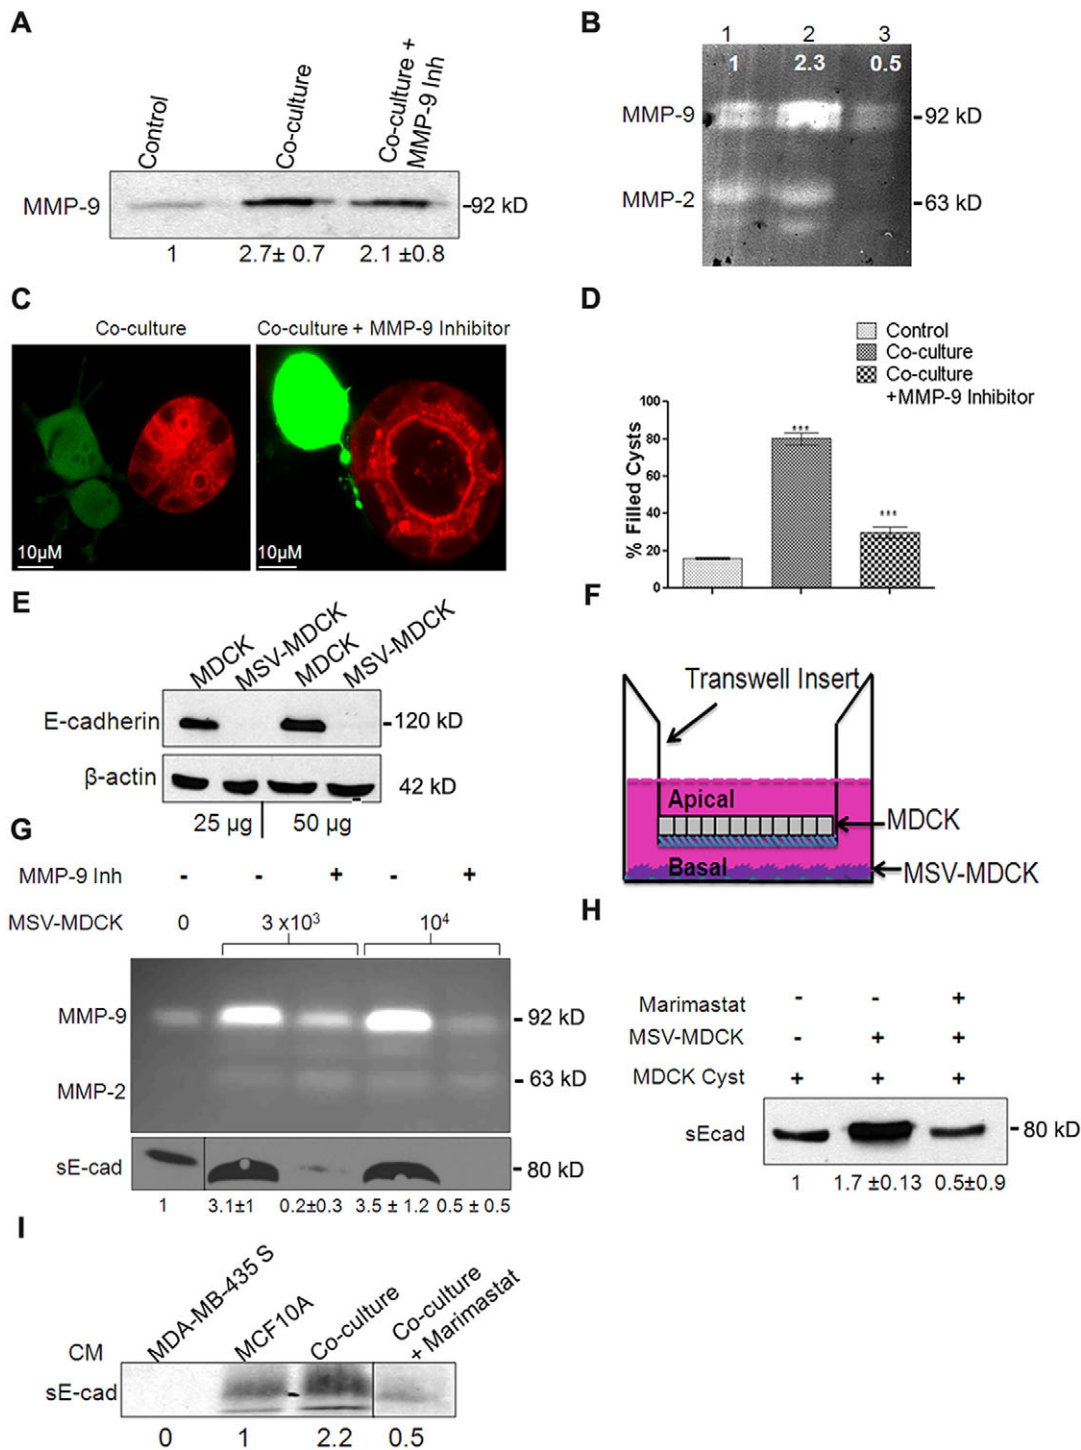 A
Control
Co-culture
Co-culture +
MMP-9 Inh
MMP-9
-92 kD
1
2.7± 0.7
2.1 ±0.8
B
1 2 3
1 2.3 0.5
MMP-9
-92 kD
MMP-2
-63 kD
C
Co-culture
Co-culture + MMP-9 Inhibitor
10µM
10µM
D
Control
Co-culture
Co-culture
+MMP-9 Inhibitor
% Filled Cysts
100
80
60
40
20
0
***
***
E
MDCK
MSV-MDCK
MDCK
MSV-MDCK
E-cadherin
-120 kD
β-actin
42 kD
25 µg
50 µg
F
Transwell Insert
Apical
MDCK
Basal
MSV-MDCK
G
MMP-9 Inh - - + - +
MSV-MDCK 0 3 x10³ 10⁴
MMP-9
- 92 kD
MMP-2
- 63 kD
sE-cad
- 80 kD
1 3.1±1 0.2±0.3 3.5 ± 1.2 0.5 ± 0.5
H
Marimastat - - +
MSV-MDCK - + +
MDCK Cyst + + +
sEcad
- 80 kD
1 1.7 ±0.13 0.5±0.9
I
CM
MDA-MB-435 S
MCF10A
Co-culture
Co-culture
+ Marimastat
sE-cad
0 1 2.2 0.5